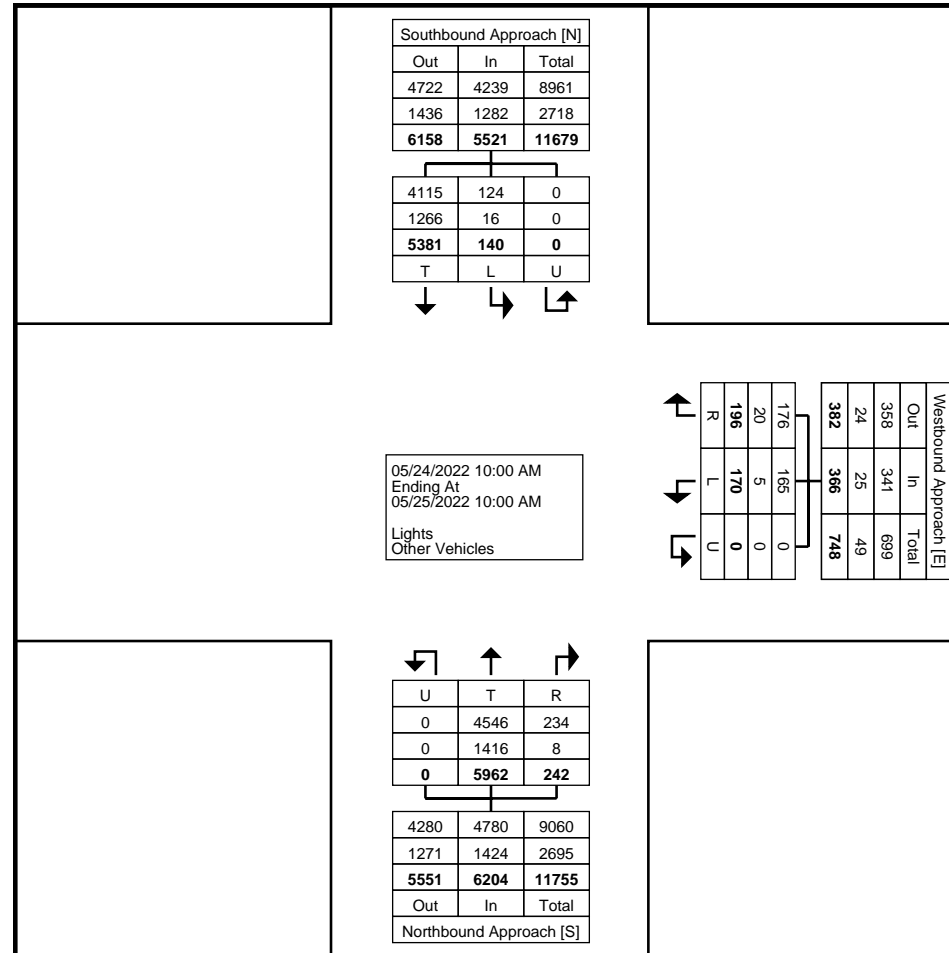 Southbound Approach [N]
Out In Total
4722 4239 8961
1436 1282 2718
6158 5521 11679
4115 124 0
1266 16 0
5381 140 0
T L U
Westbound Approach [E]
Out In Total
358 341 699
24 25 49
382 366 748
176 165 0
20 5 0
196 170 0
R L U
05/24/2022 10:00 AM
Ending At
05/25/2022 10:00 AM
Lights
Other Vehicles
U T R
0 4546 234
0 1416 8
0 5962 242
4280 4780 9060
1271 1424 2695
5551 6204 11755
Out In Total
Northbound Approach [S]